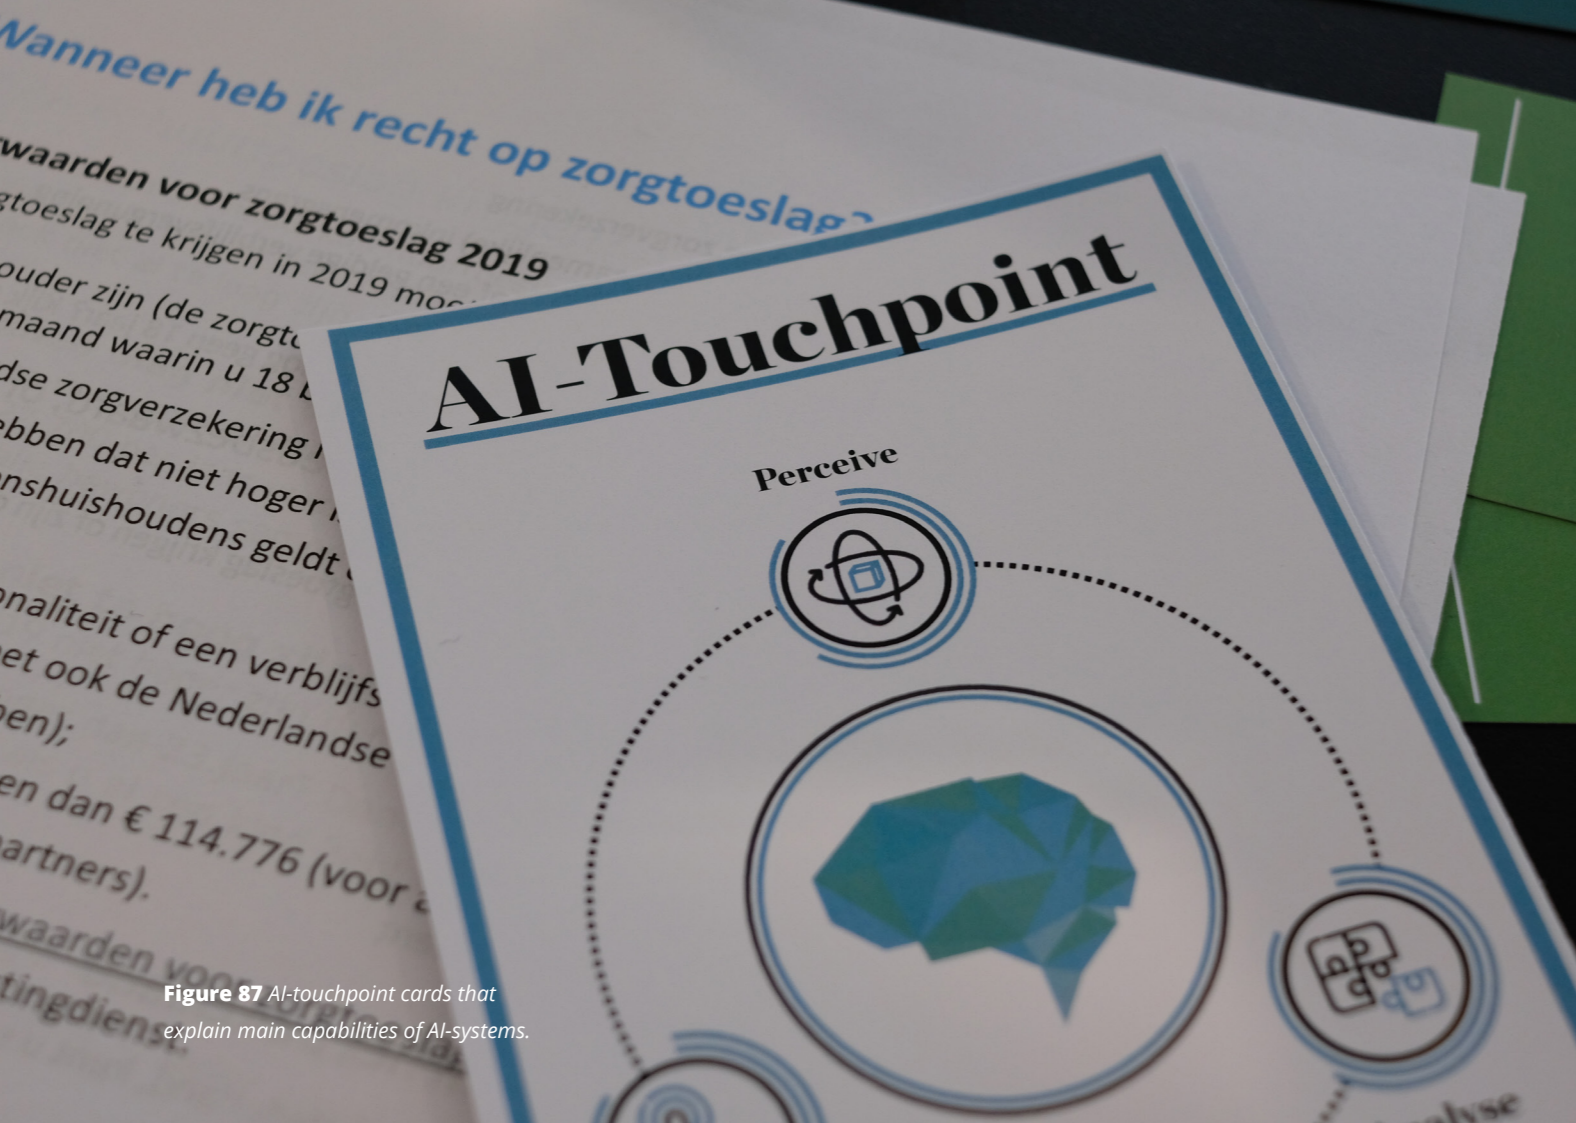 Wanneer heb ik recht op zorgtoeslag?
waarden voor zorgtoeslag 2019
gtoeslag te krijgen in 2019
ouder zijn (de
maand waarin u 18
dse zorgverzekering
ebben dat niet hoger
nshuishoudens geldt
onaliteit of een
et ook de Nederlandse
en);
en dan € 114.776 (voor
artners).
waarden voor zorgtoeslag
tingdienst.
AI-Touchpoint
Perceive
alyse
Figure 87 AI-touchpoint cards that
explain main capabilities of AI-systems.